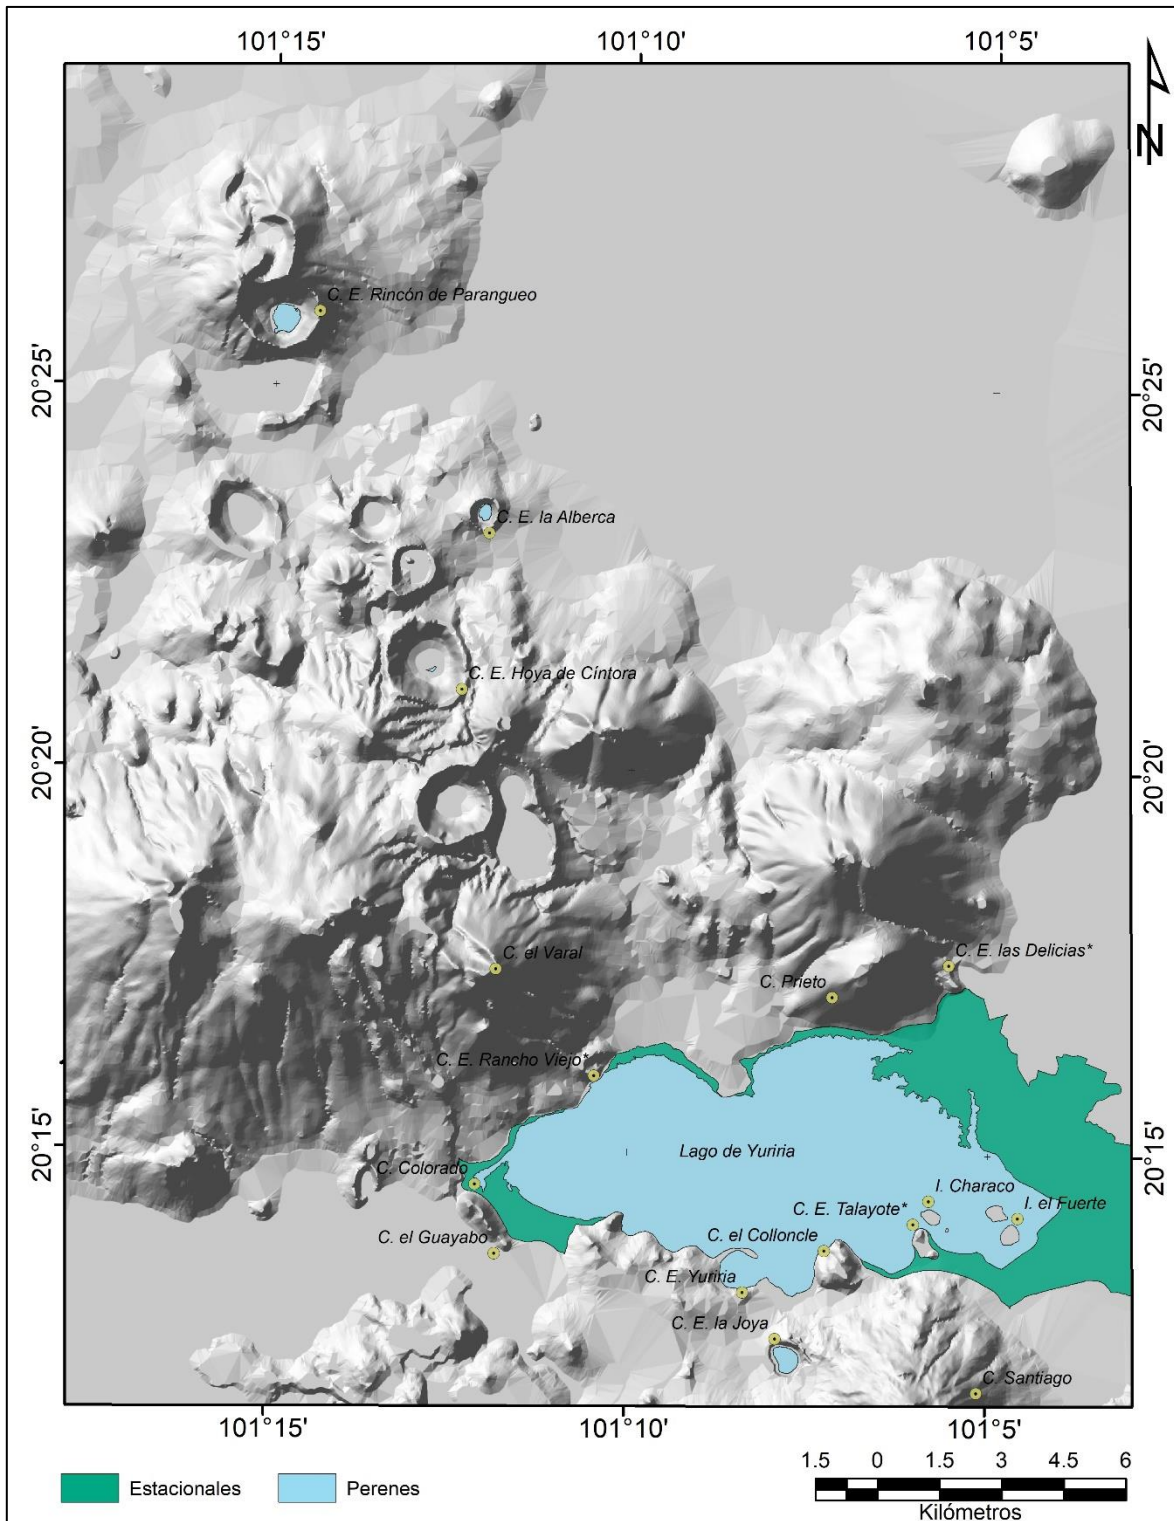 101°15' 101°10' 101°5'
N
C. E. Rincón de Parangueo
20°25' 20°25'
C. E. la Alberca
C. E. Hoya de Cíntora
20°20' 20°20'
C. el Varal
C. E. las Delicias*
C. Prieto
C. E. Rancho Viejo*
20°15' 20°15'
Lago de Yuriria
C. Colorado
I. Characo
I. el Fuerte
C. E. Talayote*
C. el Guayabo
C. el Colloncle
C. E. Yuriria
C. E. la Joya
C. Santiago
101°15' 101°10' 101°5'
Estacionales Perenes
1.5 0 1.5 3 4.5 6
Kilómetros